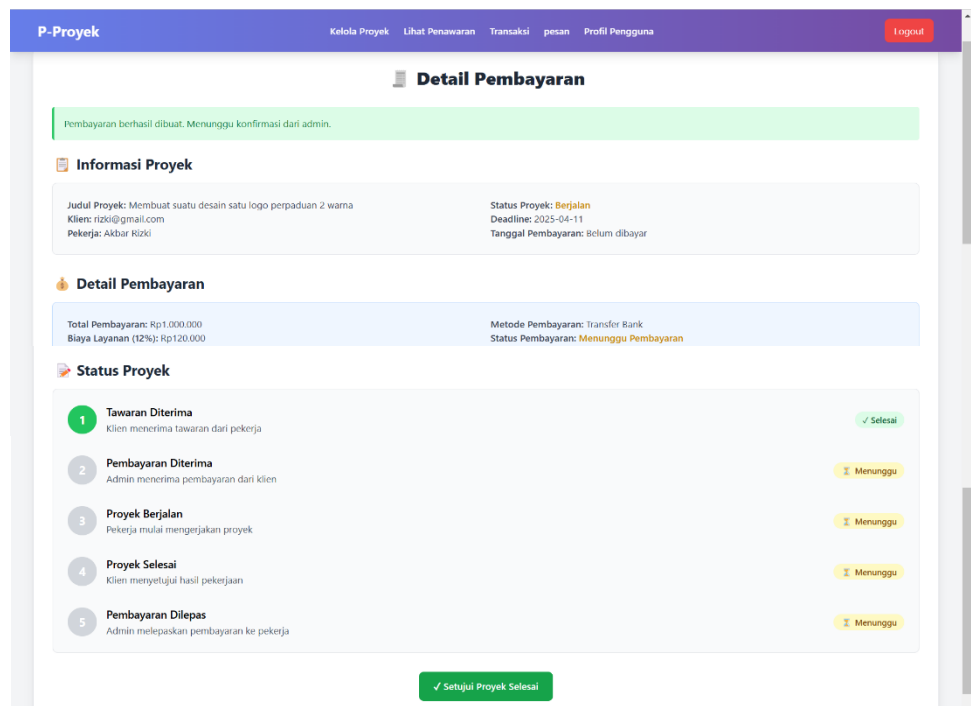 P-Proyek
Kelola Proyek Lihat Penawaran Transaksi pesan Profil Pengguna
Logout
Detail Pembayaran
Pembayaran berhasil dibuat. Menunggu konfirmasi dari admin.
Informasi Proyek
Judul Proyek: Membuat suatu desain satu logo perpaduan 2 warna
Klien: rizki@gmail.com
Pekerja: Akbar Rizki
Status Proyek: Berjalan
Deadline: 2025-04-11
Tanggal Pembayaran: Belum dibayar
Detail Pembayaran
Total Pembayaran: Rp1.000.000
Biaya Layanan (12%): Rp120.000
Metode Pembayaran: Transfer Bank
Status Pembayaran: Menunggu Pembayaran
Status Proyek
1
Tawaran Diterima
Klien menerima tawaran dari pekerja
✓ Selesai
2
Pembayaran Diterima
Admin menerima pembayaran dari klien
Menunggu
3
Proyek Berjalan
Pekerja mulai mengerjakan proyek
Menunggu
4
Proyek Selesai
Klien menyetujui hasil pekerjaan
Menunggu
5
Pembayaran Dilepas
Admin melepaskan pembayaran ke pekerja
Menunggu
✓ Setujui Proyek Selesai